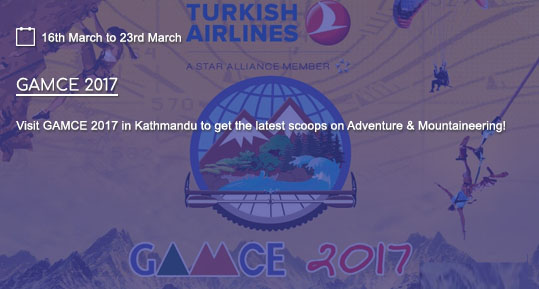 TURKISH
AIRLINES
16th March to 23rd March
A STAR ALLIANCE MEMBER
GAMCE 2017
Visit GAMCE 2017 in Kathmandu to get the latest scoops on Adventure & Mountaineering!
GAMCE 2017